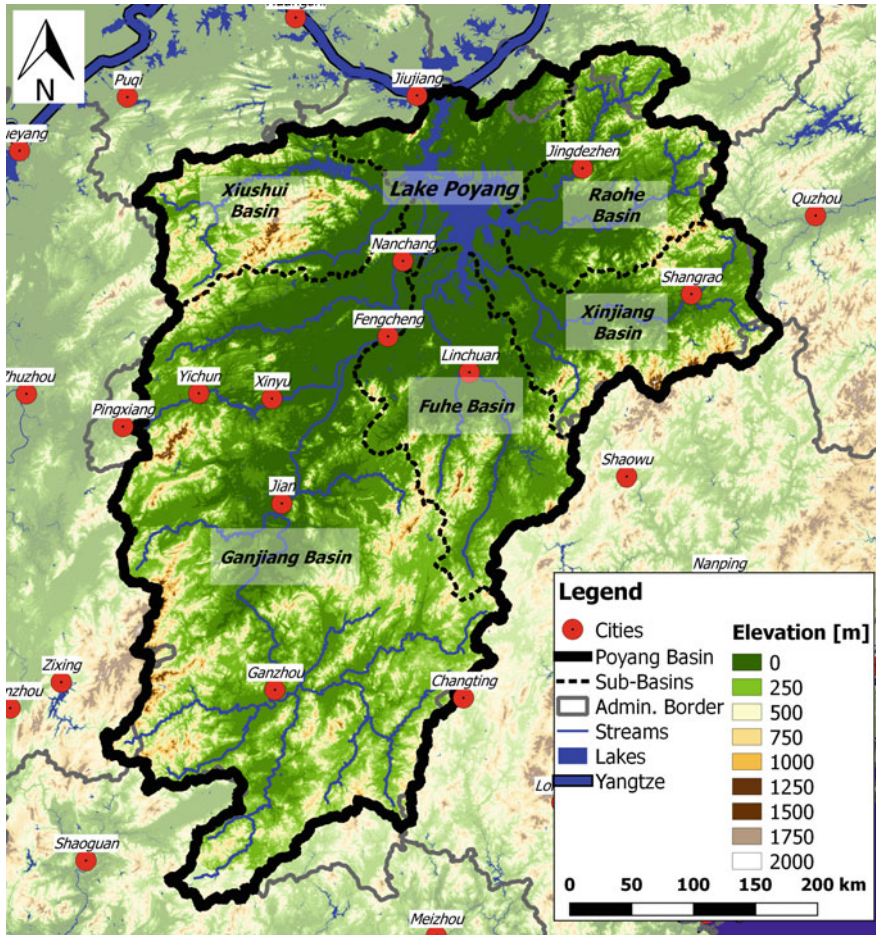 N
Puqi
Jiujiang
ueyang
Jingdezhen
Xiushui
Basin
Lake Poyang
Raohe
Basin
Quzhou
Nanchang
Shangrao
Xinjiang
Basin
Fengcheng
Linchuan
Zhuzhou
Yichun
Xinyu
Fuhe Basin
Pingxiang
Shaowu
Jian
Ganjiang Basin
Nanping
Zixing
Ganzhou
Changting
nzhou
Shaoguan
Meizhou
Legend
Cities
Poyang Basin
Sub-Basins
Admin. Border
Streams
Lakes
Yangtze
Elevation [m]
0
250
500
750
1000
1250
1500
1750
2000
0 50 100 150 200 km